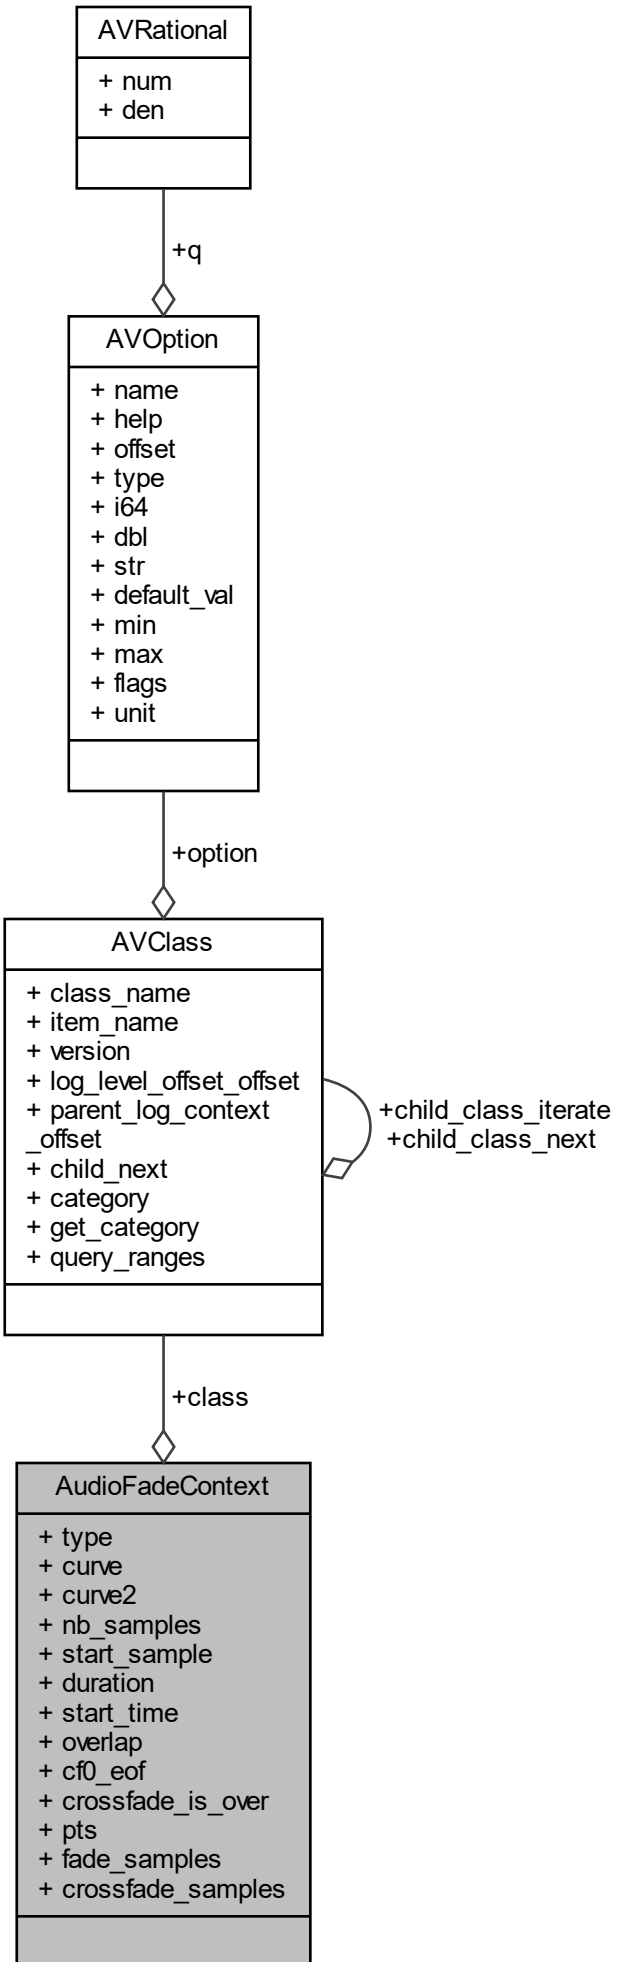 AVRational
+ num
+ den
+q
AVOption
+ name
+ help
+ offset
+ type
+ i64
+ dbl
+ str
+ default_val
+ min
+ max
+ flags
+ unit
+option
AVClass
+ class_name
+ item_name
+ version
+ log_level_offset_offset
+ parent_log_context
_offset
+ child_next
+ category
+ get_category
+ query_ranges
+child_class_iterate
+child_class_next
+class
AudioFadeContext
+ type
+ curve
+ curve2
+ nb_samples
+ start_sample
+ duration
+ start_time
+ overlap
+ cf0_eof
+ crossfade_is_over
+ pts
+ fade_samples
+ crossfade_samples